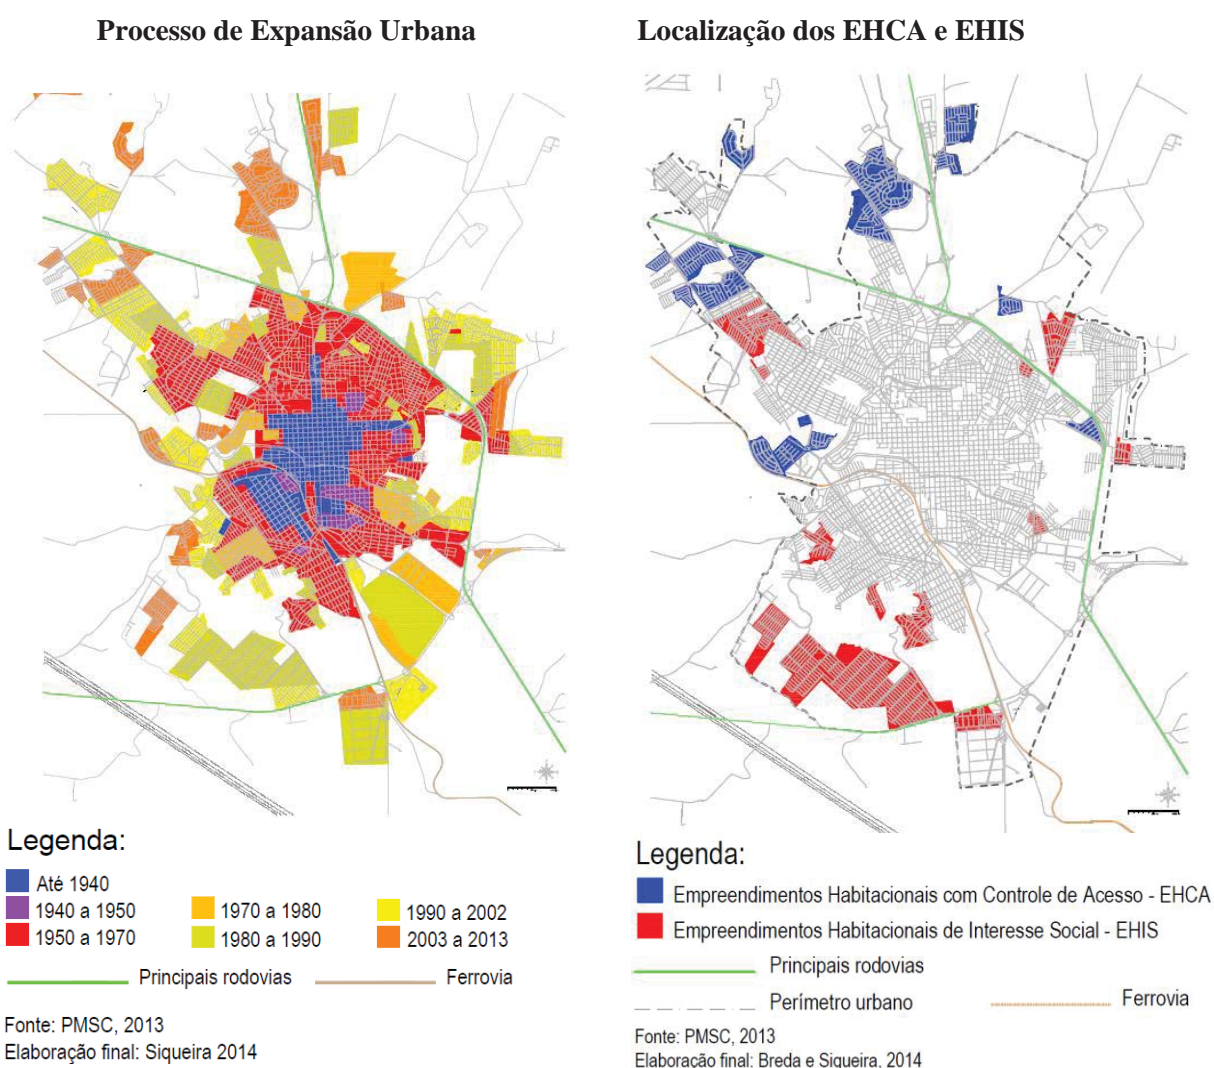 Processo de Expansão Urbana
Localização dos EHCA e EHIS
Legenda:
Até 1940
1940 a 1950
1950 a 1970
1970 a 1980
1980 a 1990
1990 a 2002
2003 a 2013
Principais rodovias
Ferrovia
Fonte: PMSC, 2013
Elaboração final: Siqueira 2014
Legenda:
Empreendimentos Habitacionais com Controle de Acesso - EHCA
Empreendimentos Habitacionais de Interesse Social - EHIS
Principais rodovias
Perímetro urbano
Ferrovia
Fonte: PMSC, 2013
Elaboração final: Breda e Siqueira, 2014